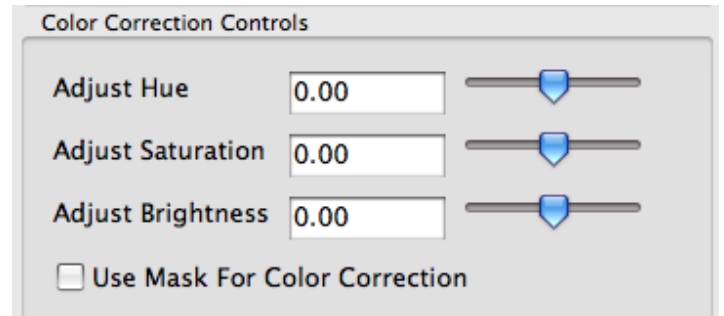 Color Correction Controls
Adjust Hue 0.00
Adjust Saturation 0.00
Adjust Brightness 0.00
Use Mask For Color Correction